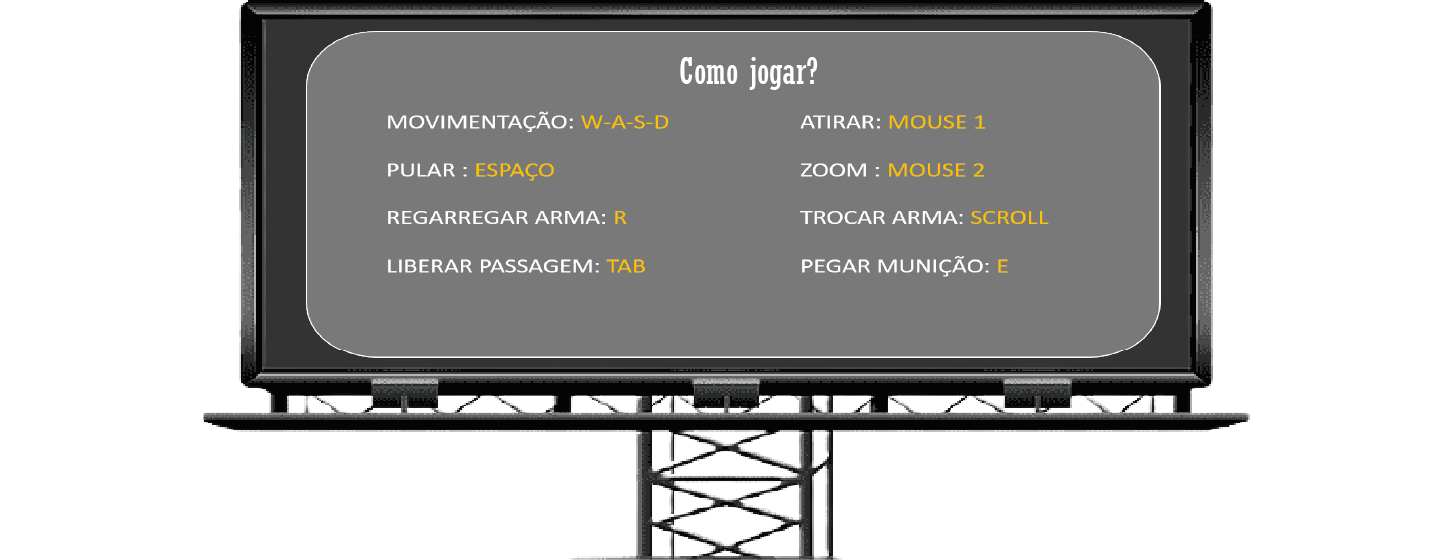 Como jogar?
MOVIMENTAÇÃO: W-A-S-D
PULAR : ESPAÇO
REGARREGAR ARMA: R
LIBERAR PASSAGEM: TAB
ATIRAR: MOUSE 1
ZOOM : MOUSE 2
TROCAR ARMA: SCROLL
PEGAR MUNIÇÃO: E